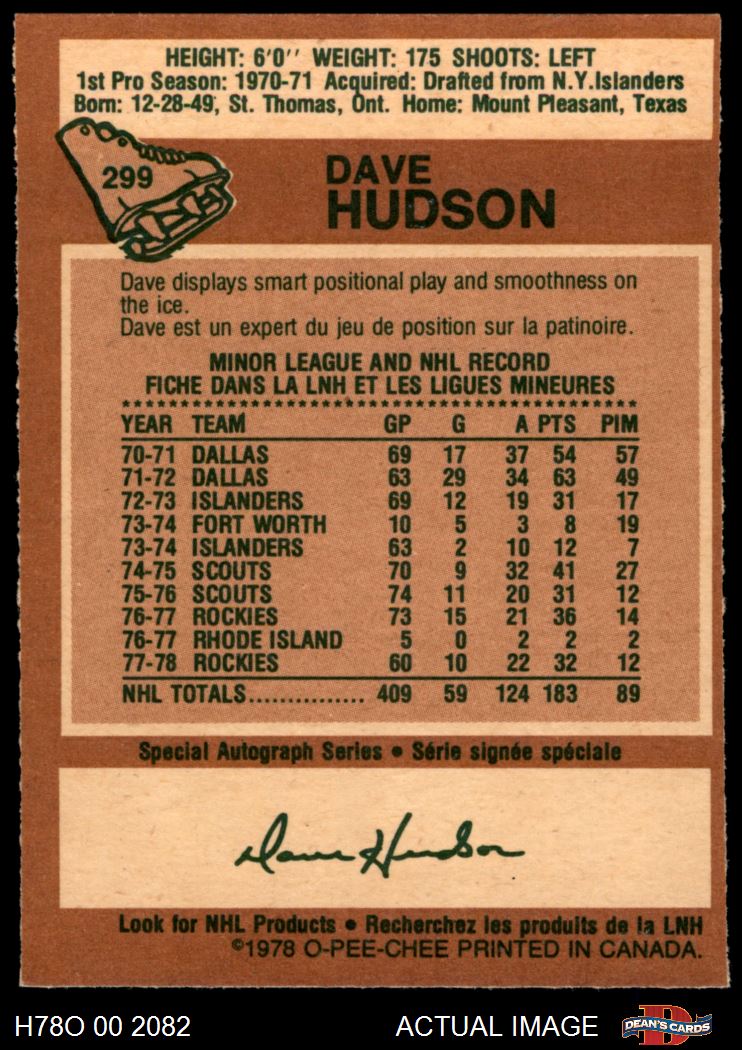 HEIGHT: 6'0'' WEIGHT: 175 SHOOTS: LEFT
1st Pro Season: 1970-71 Acquired: Drafted from N.Y.Islanders
Born: 12-28-49, St. Thomas, Ont. Home: Mount Pleasant, Texas
299
DAVE
HUDSON
Dave displays smart positional play and smoothness on
the ice.
Dave est un expert du jeu de position sur la patinoire.
MINOR LEAGUE AND NHL RECORD
FICHE DANS LA LNH ET LES LIGUES MINEURES
YEAR TEAM GP G A PTS PIM
70-71 DALLAS 69 17 37 54 57
71-72 DALLAS 63 29 34 63 49
72-73 ISLANDERS 69 12 19 31 17
73-74 FORT WORTH 10 5 3 8 19
73-74 ISLANDERS 63 2 10 12 7
74-75 SCOUTS 70 9 32 41 27
75-76 SCOUTS 74 11 20 31 12
76-77 ROCKIES 73 15 21 36 14
76-77 RHODE ISLAND 5 0 2 2 2
77-78 ROCKIES 60 10 22 32 12
NHL TOTALS............... 409 59 124 183 89
Special Autograph Series • Série signée spéciale
Dave Hudson
Look for NHL Products • Recherchez les produits de la LNH
©1978 O-PEE-CHEE PRINTED IN CANADA.
H78O 00 2082 ACTUAL IMAGE D DEAN'S CARDS